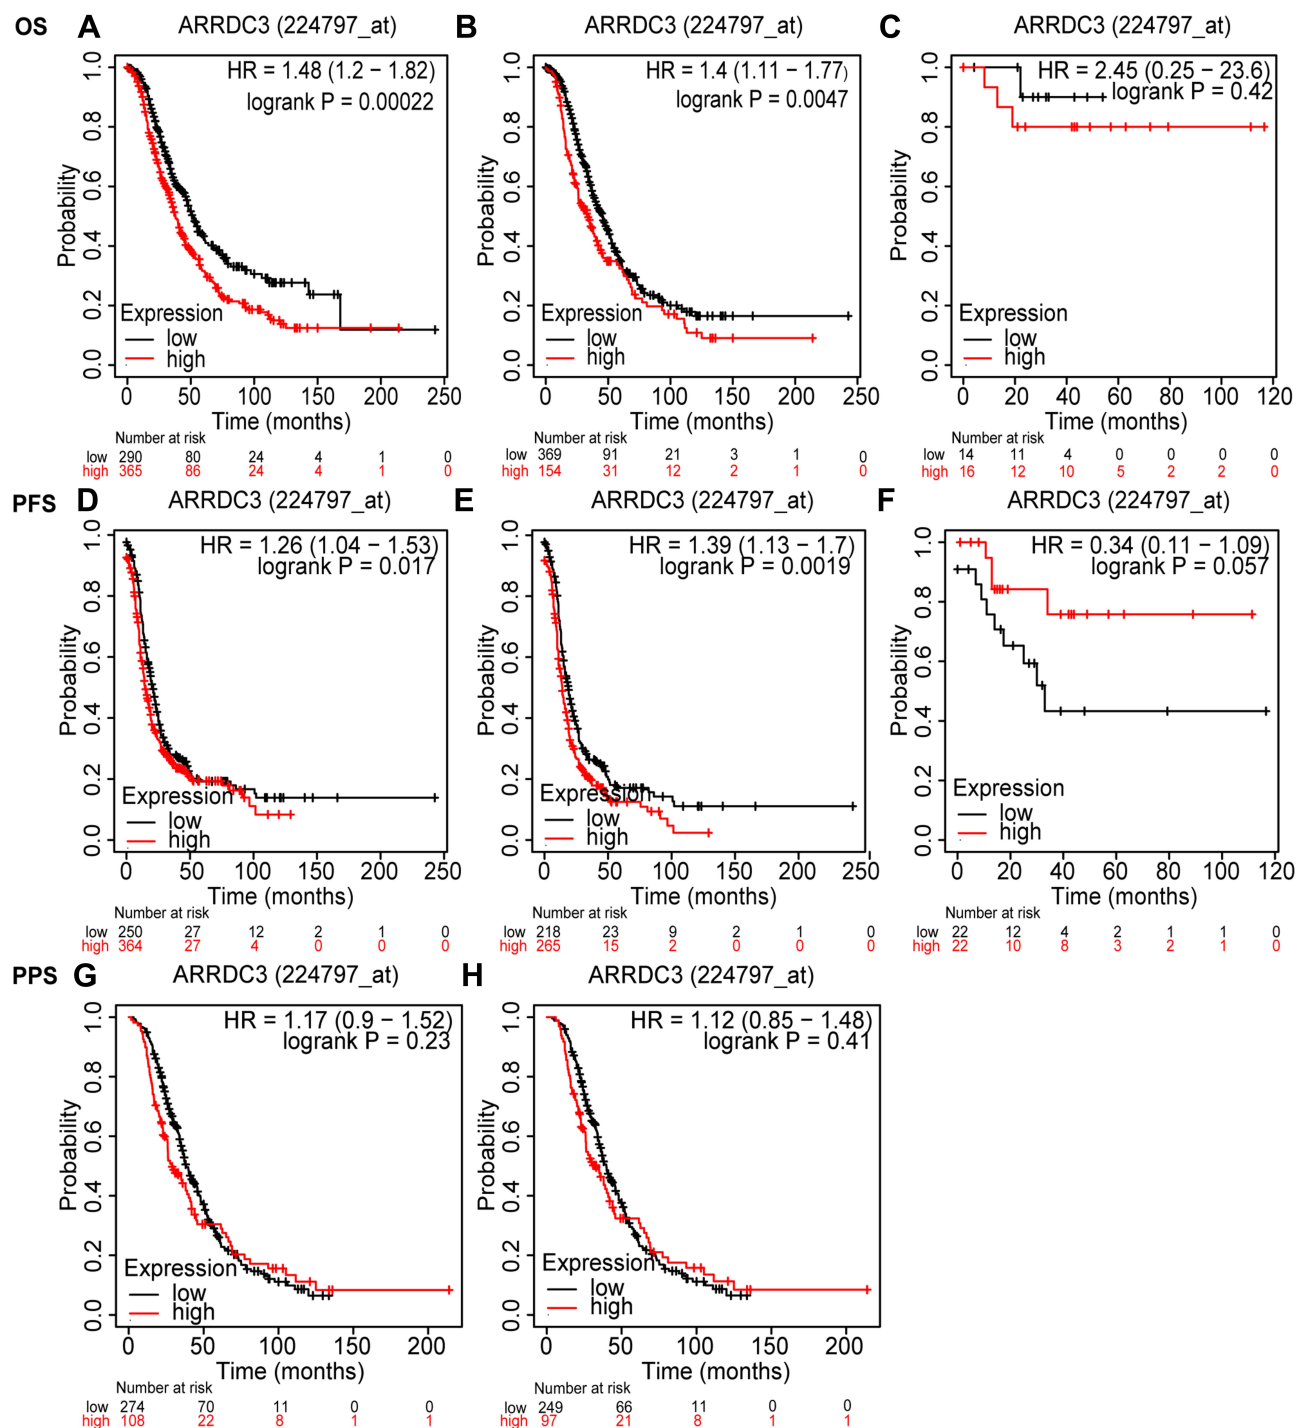 OS
A
ARRDC3 (224797_at)
HR = 1.48 (1.2 − 1.82)
logrank P = 0.00022
Probability
1.0
0.8
0.6
0.4
0.2
0.0
Expression
low
high
0 50 100 150 200 250
Time (months)
Number at risk
low 290 80 24 4 1 0
high 365 86 24 4 1 0
B
ARRDC3 (224797_at)
HR = 1.4 (1.11 − 1.77)
logrank P = 0.0047
Probability
1.0
0.8
0.6
0.4
0.2
0.0
Expression
low
high
0 50 100 150 200 250
Time (months)
Number at risk
low 369 91 21 3 1 0
high 154 31 12 2 1 0
C
ARRDC3 (224797_at)
HR = 2.45 (0.25 − 23.6)
logrank P = 0.42
Probability
1.0
0.8
0.6
0.4
0.2
0.0
Expression
low
high
0 20 40 60 80 100 120
Time (months)
Number at risk
low 14 11 4 0 0 0 0
high 16 12 10 5 2 2 0
PFS
D
ARRDC3 (224797_at)
HR = 1.26 (1.04 − 1.53)
logrank P = 0.017
Probability
1.0
0.8
0.6
0.4
0.2
0.0
Expression
low
high
0 50 100 150 200 250
Time (months)
Number at risk
low 250 27 12 2 1 0
high 364 27 4 0 0 0
E
ARRDC3 (224797_at)
HR = 1.39 (1.13 − 1.7)
logrank P = 0.0019
Probability
1.0
0.8
0.6
0.4
0.2
0.0
Expression
low
high
0 50 100 150 200 250
Time (months)
Number at risk
low 218 23 9 2 1 0
high 265 15 2 0 0 0
F
ARRDC3 (224797_at)
HR = 0.34 (0.11 − 1.09)
logrank P = 0.057
Probability
1.0
0.8
0.6
0.4
0.2
0.0
Expression
low
high
0 20 40 60 80 100 120
Time (months)
Number at risk
low 22 12 4 2 1 1 0
high 22 10 8 3 2 1 0
PPS
G
ARRDC3 (224797_at)
HR = 1.17 (0.9 − 1.52)
logrank P = 0.23
Probability
1.0
0.8
0.6
0.4
0.2
0.0
Expression
low
high
0 50 100 150 200
Time (months)
Number at risk
low 274 70 11 0 0
high 108 22 8 1 1
H
ARRDC3 (224797_at)
HR = 1.12 (0.85 − 1.48)
logrank P = 0.41
Probability
1.0
0.8
0.6
0.4
0.2
0.0
Expression
low
high
0 50 100 150 200
Time (months)
Number at risk
low 249 66 11 0 0
high 97 21 8 1 1